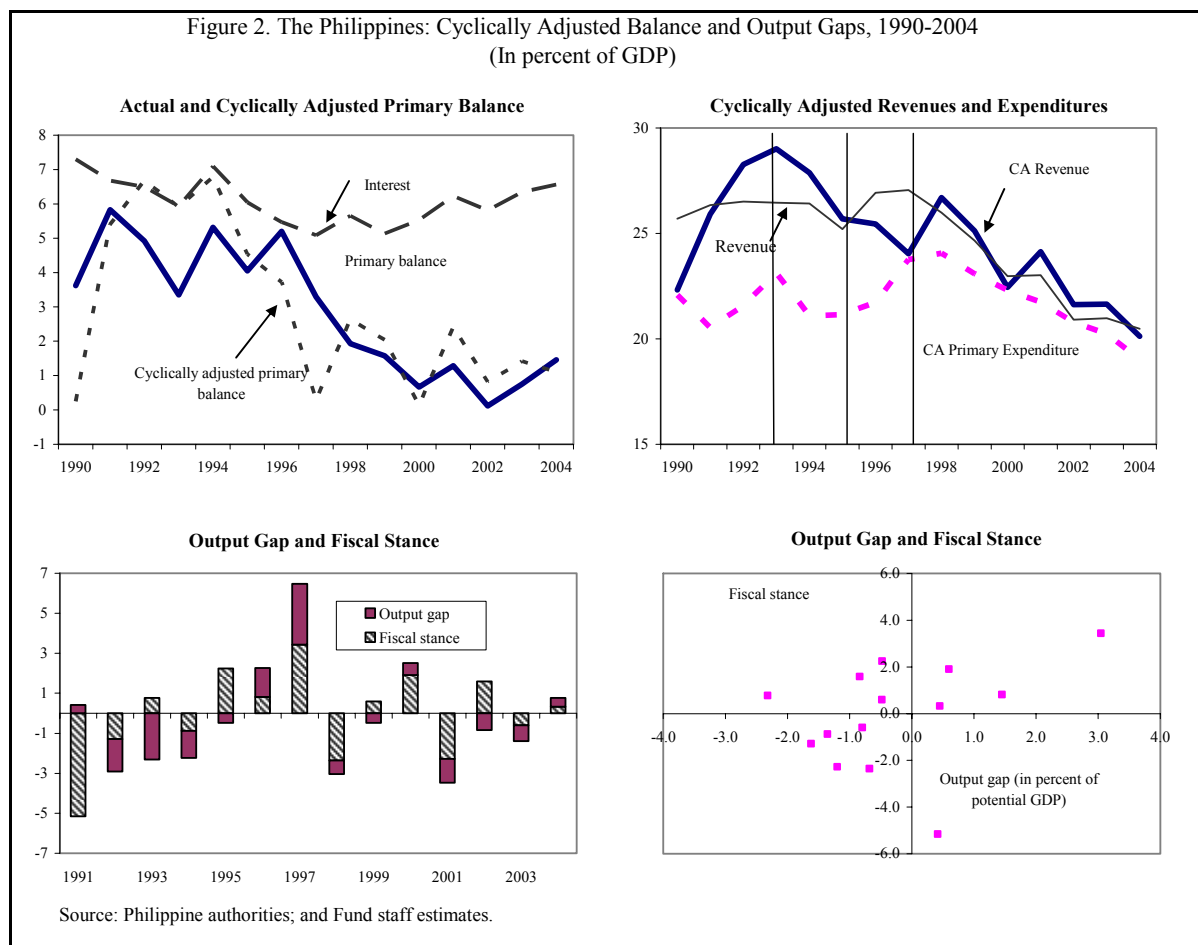 Figure 2. The Philippines: Cyclically Adjusted Balance and Output Gaps, 1990-2004
(In percent of GDP)
Actual and Cyclically Adjusted Primary Balance
8
7
6
5
4
3
2
1
0
-1
Interest
Primary balance
Cyclically adjusted primary
balance
1990 1992 1994 1996 1998 2000 2002 2004
Cyclically Adjusted Revenues and Expenditures
30
25
20
15
CA Revenue
Revenue
CA Primary Expenditure
1990 1992 1994 1996 1998 2000 2002 2004
Output Gap and Fiscal Stance
7
5
3
1
-1
-3
-5
-7
Output gap
Fiscal stance
1991 1993 1995 1997 1999 2001 2003
Output Gap and Fiscal Stance
6.0
4.0
2.0
0.0
-2.0
-4.0
-6.0
Fiscal stance
-4.0 -3.0 -2.0 -1.0 0.0 1.0 2.0 3.0 4.0
Output gap (in percent of
potential GDP)
Source: Philippine authorities; and Fund staff estimates.